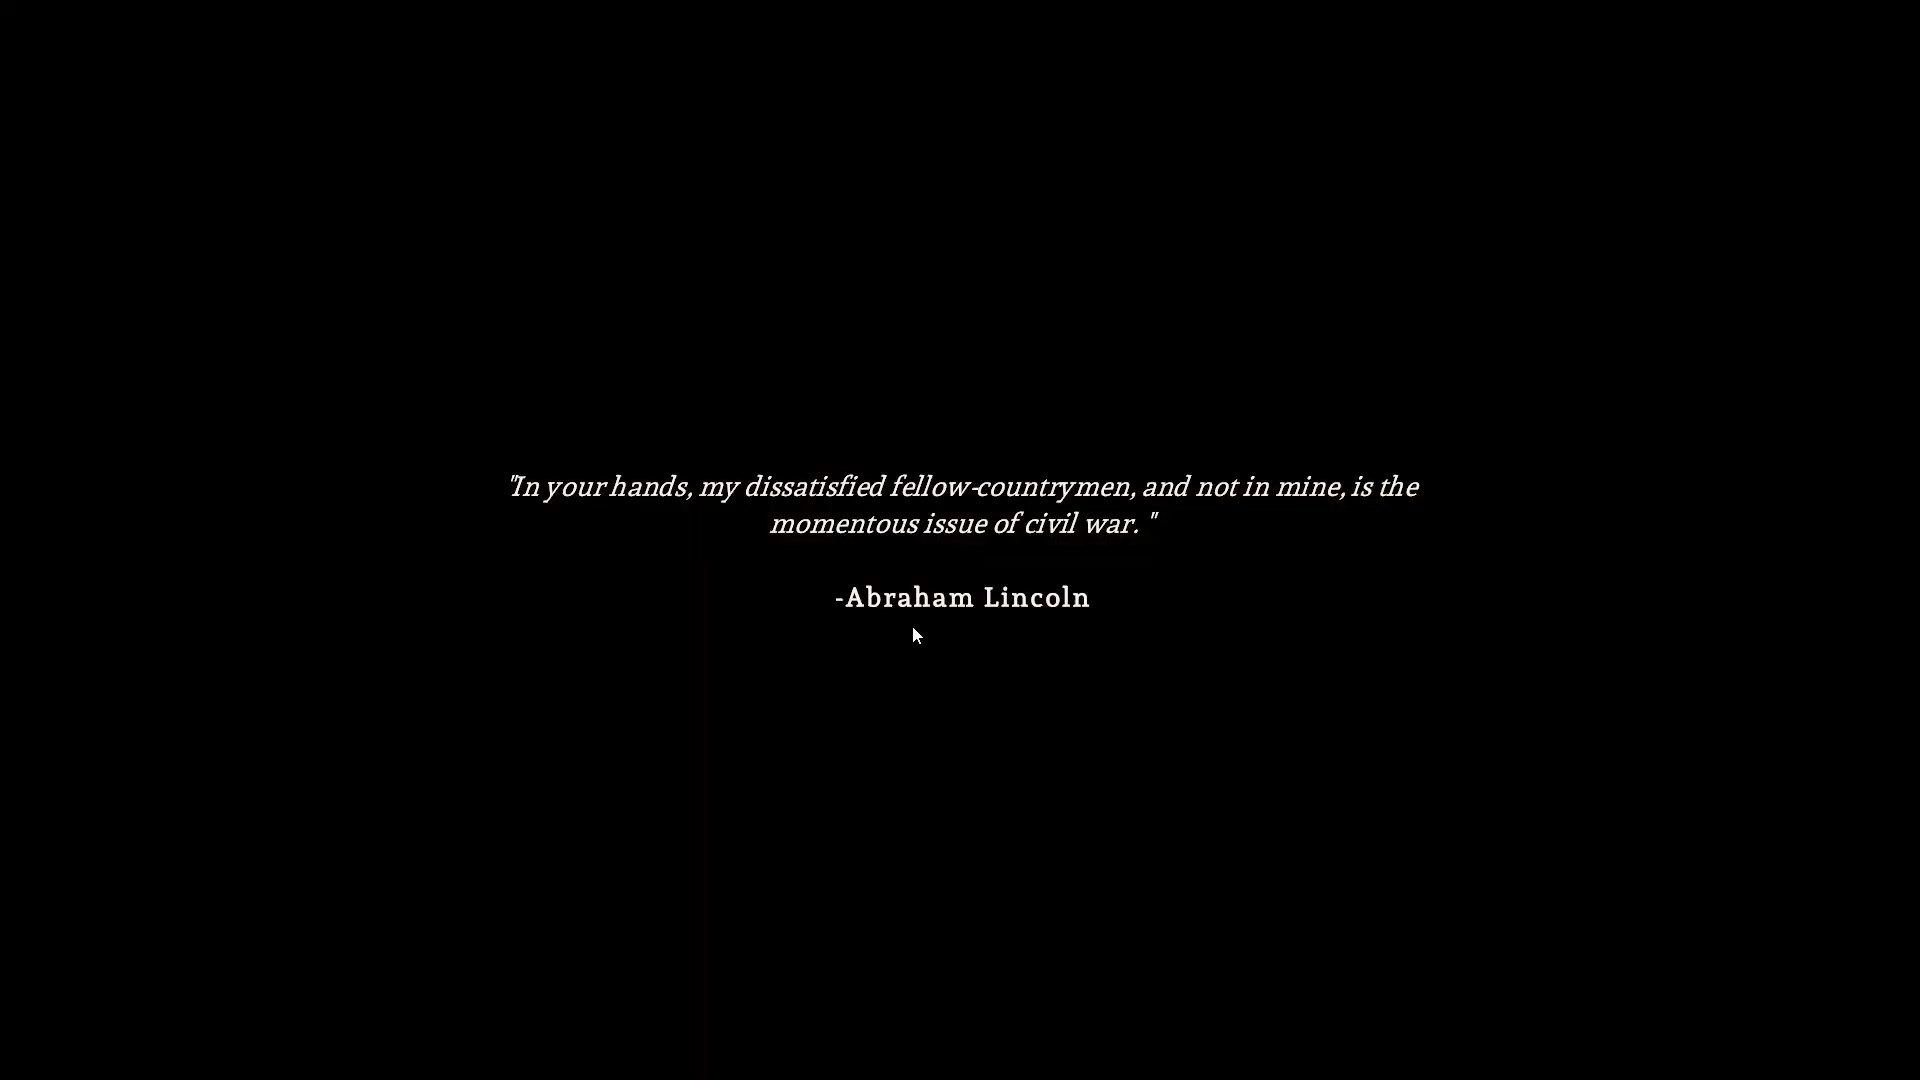 "In your hands, my dissatisfied fellow-countrymen, and not in mine, is the
momentous issue of civil war. "
-Abraham Lincoln